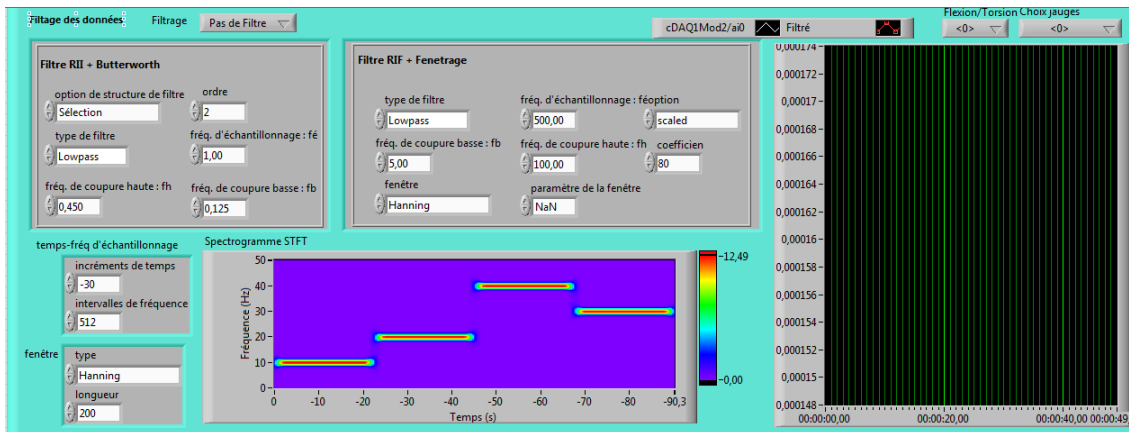 Filtage des données
Filtrage
Pas de Filtre
cDAQ1Mod2/ai0
Filtré
Flexion/Torsion
Choix jauges
<0>
<0>
Filtre RII + Butterworth
option de structure de filtre
ordre
Sélection
2
type de filtre
fréq. d'échantillonnage : fé
Lowpass
1,00
fréq. de coupure haute : fh
fréq. de coupure basse : fb
0,450
0,125
Filtre RIF + Fenetrage
type de filtre
fréq. d'échantillonnage : fé
option
Lowpass
500,00
scaled
fréq. de coupure basse : fb
fréq. de coupure haute : fh
coefficien
5,00
100,00
80
fenêtre
paramètre de la fenêtre
Hanning
NaN
temps-fréq d'échantillonnage
incréments de temps
-30
intervalles de fréquence
512
fenêtre
type
Hanning
longueur
200
Spectrogramme STFT
Fréquence (Hz)
50
40
30
20
10
0
0
-10
-20
-30
-40
-50
-60
-70
-80
-90,3
Temps (s)
12,49
0,00
0,000174
0,000172
0,00017
0,000168
0,000166
0,000164
0,000162
0,00016
0,000158
0,000156
0,000154
0,000152
0,00015
0,000148
00:00:00,00
00:00:20,00
00:00:40,00
00:00:49,